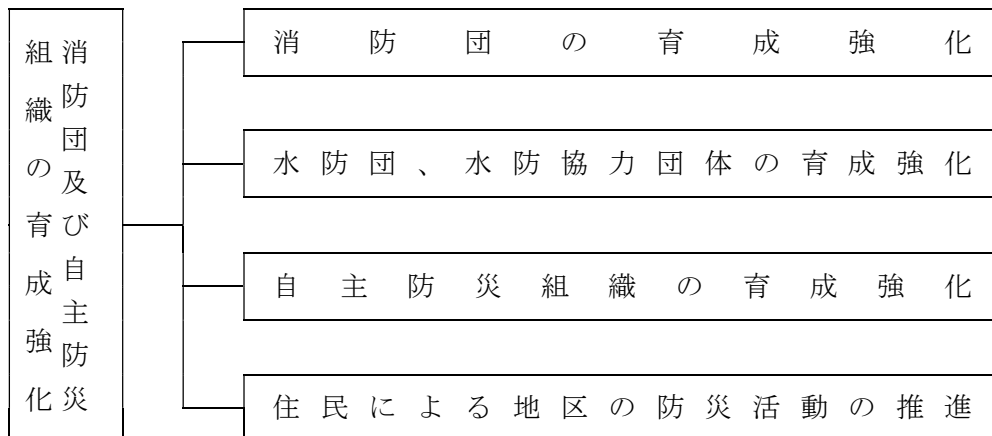 消防団及び自主防災
組織の育成強化
消防団の育成強化
水防団、水防協力団体の育成強化
自主防災組織の育成強化
住民による地区の防災活動の推進